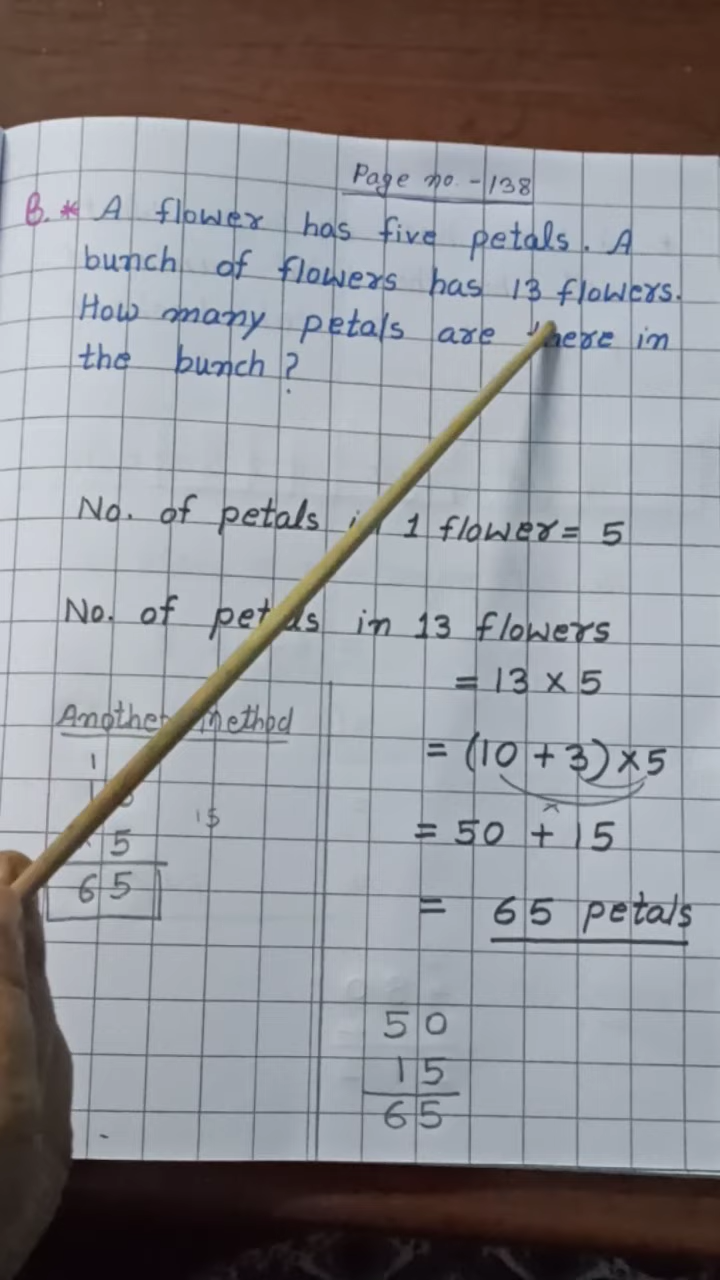 Page no. - 138
B. * A flower has five petals. A
bunch of flowers has 13 flowers.
How many petals are there in
the bunch?
No. of petals in 1 flower = 5
No. of petals in 13 flowers
= 13 × 5
= (10 + 3) × 5
= 50 + 15
= 65 petals
Another method
1
15
5
65
50
15
65